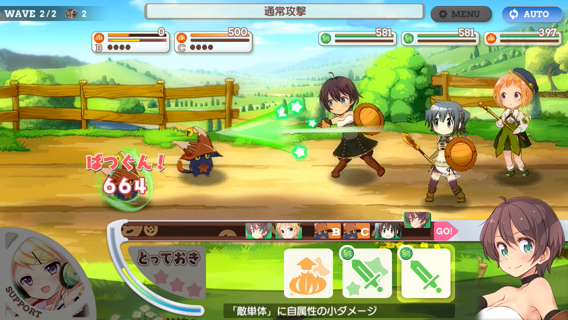 WAVE 2/2 2
通常攻撃
MENU
AUTO
0
B
500
C
581
581
397
ばつぐん!
664
B C
GO!
SUPPORT
とっておき
「敵単体」に自属性の小ダメージ